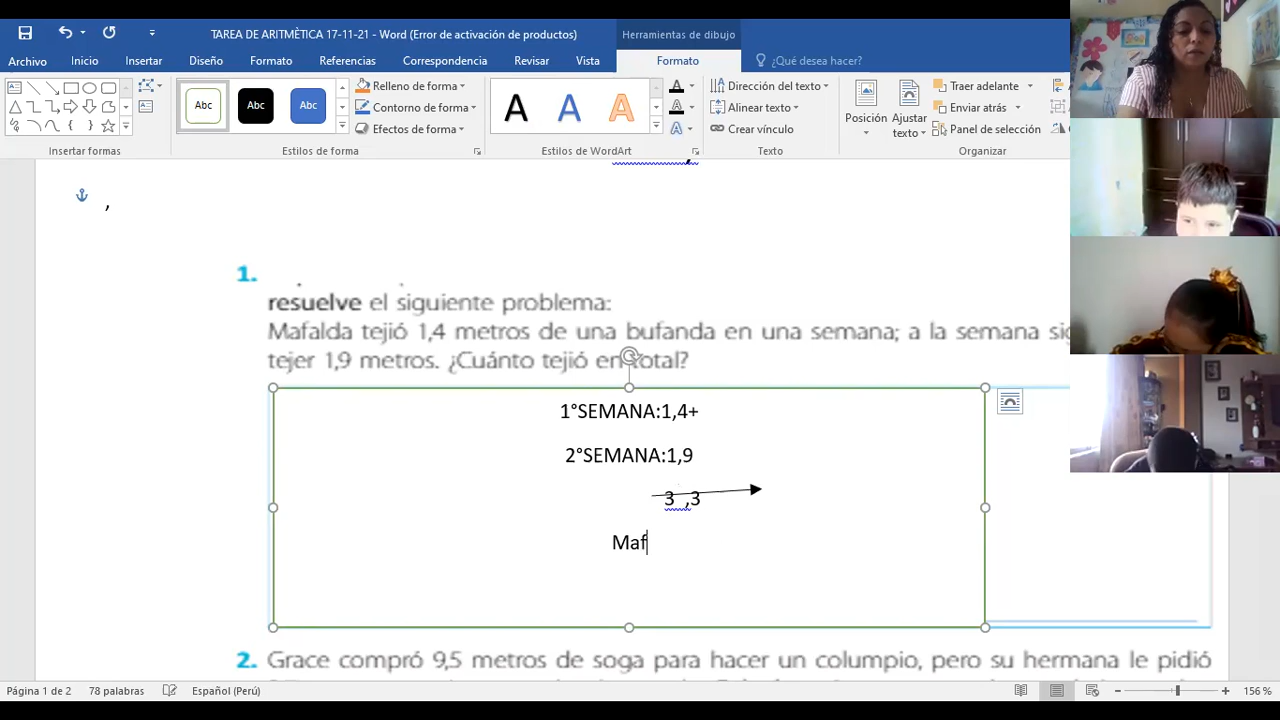 TAREA DE ARITMÈTICA 17-11-21 - Word (Error de activación de productos)
Herramientas de dibujo
Archivo Inicio Insertar Diseño Formato Referencias Correspondencia Revisar Vista Formato ¿Qué desea hacer?
Abc Abc Abc
Relleno de forma
Contorno de forma
Efectos de forma
A A A
Dirección del texto
Alinear texto
Crear vínculo
Posición
Ajustar texto
Traer adelante
Enviar atrás
Panel de selección
Insertar formas Estilos de forma Estilos de WordArt Texto Organizar
,
1.
resuelve el siguiente problema:
Mafalda tejió 1,4 metros de una bufanda en una semana; a la semana
tejer 1,9 metros. ¿Cuánto tejió en total?
1°SEMANA:1,4+
2°SEMANA:1,9
3 ,3
Maf
2. Grace compró 9,5 metros de soga para hacer un columpio, pero su hermana le pidió
Página 1 de 2 78 palabras Español (Perú) 156 %